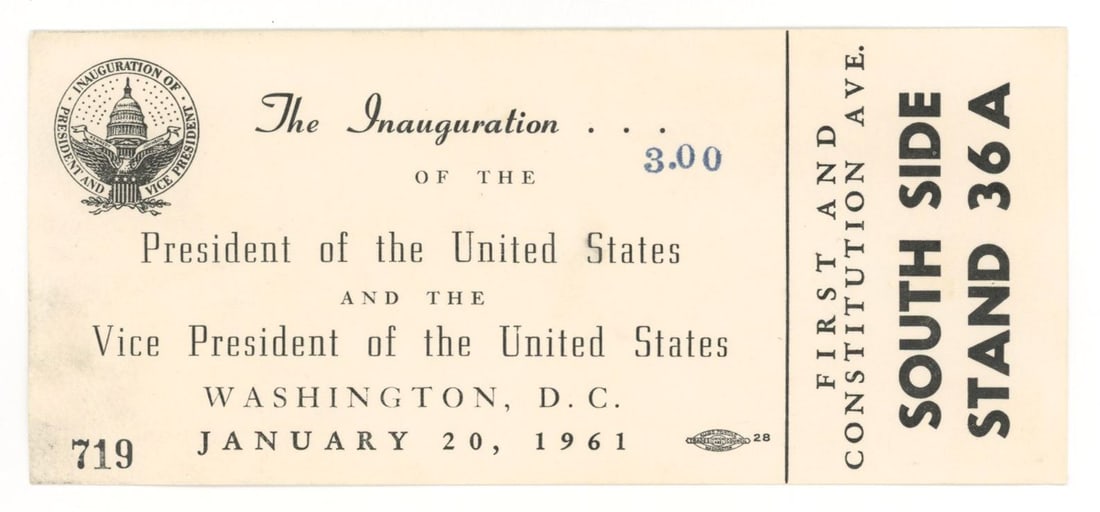 INAUGURATION OF
PRESIDENT AND VICE PRESIDENT
The Inauguration . . .
3.00
OF THE
President of the United States
AND THE
Vice President of the United States
WASHINGTON, D.C.
JANUARY 20, 1961
719
28
FIRST AND
CONSTITUTION AVE.
SOUTH SIDE
STAND 36A